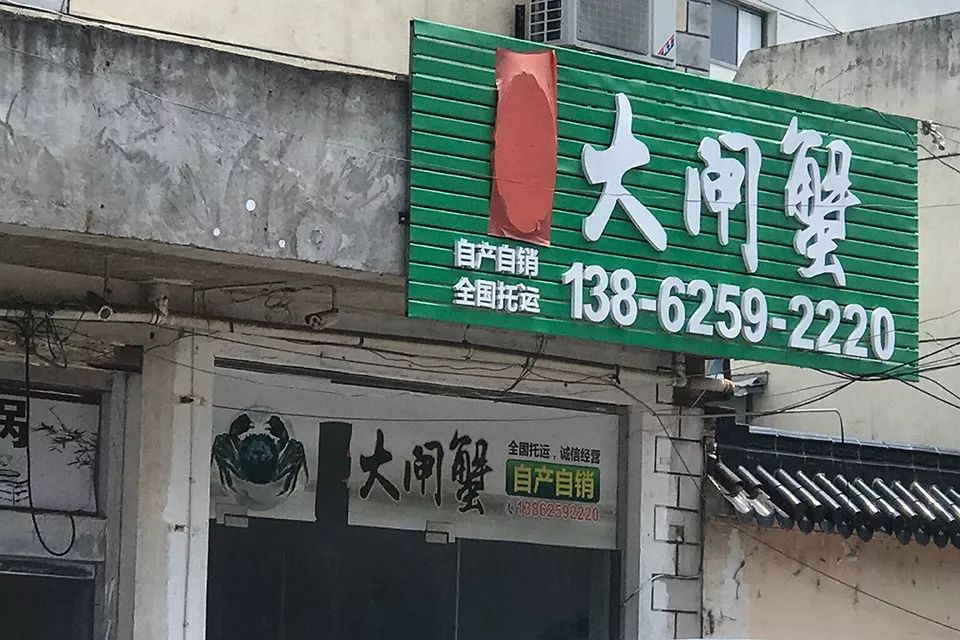 大闸蟹
自产自销
全国托运
138-6259-2220
大闸蟹
全国托运，诚信经营
自产自销
13862592220